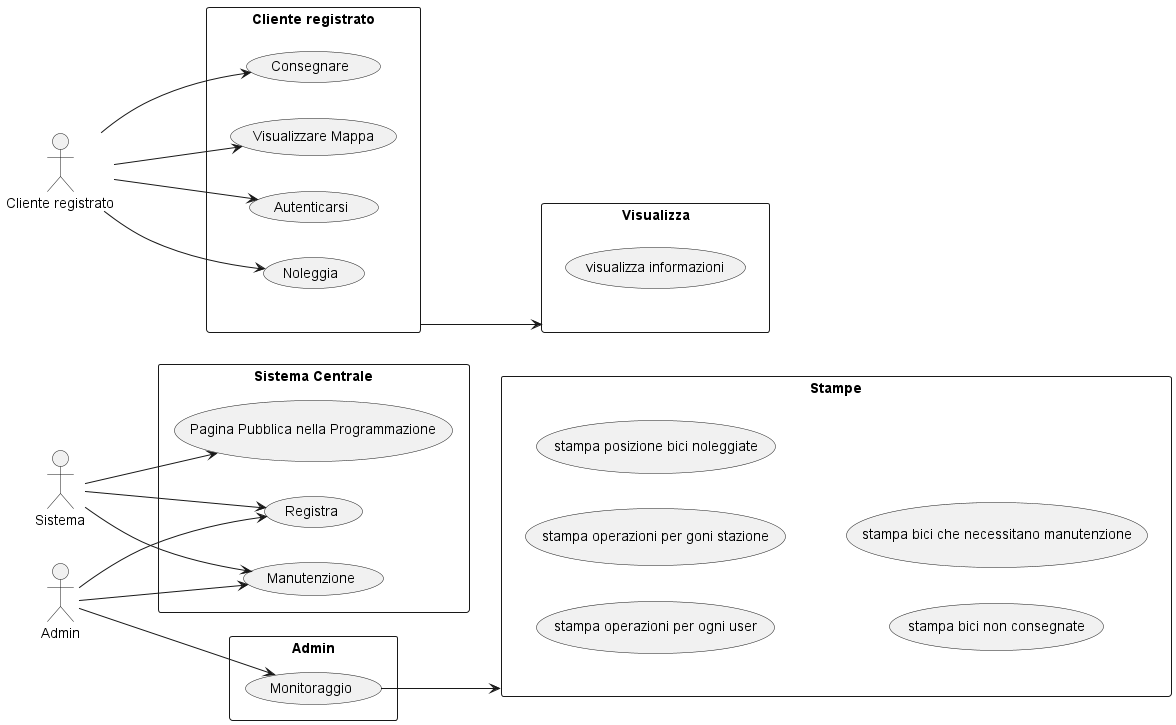 Cliente registrato
Consegnare
Visualizzare Mappa
Cliente registrato
Autenticarsi
Noleggia
Visualizza
visualizza informazioni
Sistema Centrale
Pagina Pubblica nella Programmazione
Sistema
Registra
Manutenzione
Admin
Admin
Monitoraggio
Stampe
stampa posizione bici noleggiate
stampa operazioni per goni stazione
stampa bici che necessitano manutenzione
stampa operazioni per ogni user
stampa bici non consegnate